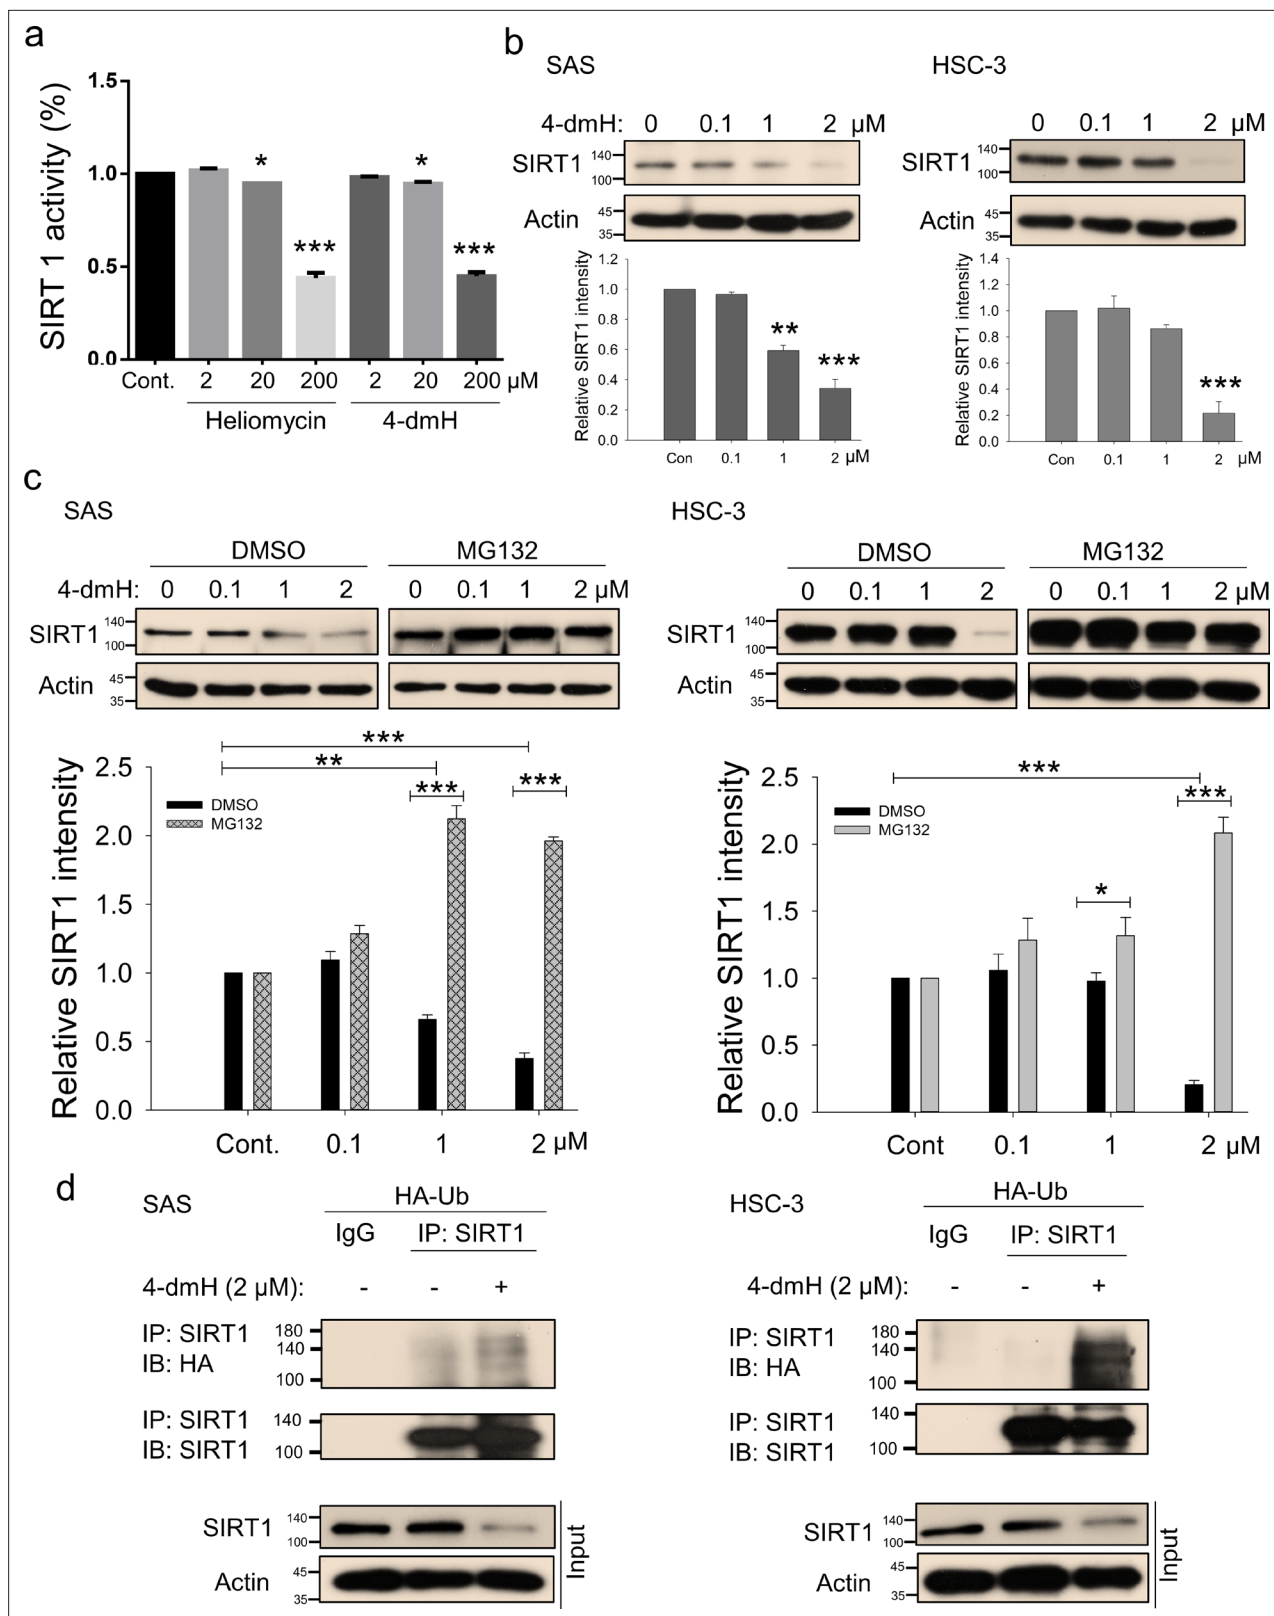 a
SIRT 1 activity (%)
1.5
1.0
0.5
0.0
* * *** ***
Cont. 2 20 200 2 20 200 µM
Heliomycin 4-dmH
b
SAS
4-dmH: 0 0.1 1 2 µM
SIRT1 140 100
Actin 45 35
Relative SIRT1 intensity
1.2
1.0
0.8
0.6
0.4
0.2
0.0
** ***
Con 0.1 1 2 µM
HSC-3
0 0.1 1 2 µM
SIRT1 140 100
Actin 45 35
Relative SIRT1 intensity
1.4
1.2
1.0
0.8
0.6
0.4
0.2
0.0
***
Con 0.1 1 2 µM
c
SAS
DMSO MG132
4-dmH: 0 0.1 1 2 0 0.1 1 2 µM
SIRT1 140 100
Actin 45 35
Relative SIRT1 intensity
2.5
2.0
1.5
1.0
0.5
0.0
***
**
*** ***
DMSO
MG132
Cont. 0.1 1 2 µM
HSC-3
DMSO MG132
0 0.1 1 2 0 0.1 1 2 µM
SIRT1 140 100
Actin 45 35
Relative SIRT1 intensity
2.5
2.0
1.5
1.0
0.5
0.0
***
***
*
DMSO
MG132
Cont 0.1 1 2 µM
d
SAS
HA-Ub
IgG IP: SIRT1
4-dmH (2 µM): - - +
IP: SIRT1
IB: HA
180
140
100
IP: SIRT1
IB: SIRT1
140
100
SIRT1 140 100
Actin 45 35
Input
HSC-3
HA-Ub
IgG IP: SIRT1
4-dmH (2 µM): - - +
IP: SIRT1
IB: HA
180
140
100
IP: SIRT1
IB: SIRT1
140
100
SIRT1 140 100
Actin 45 35
Input